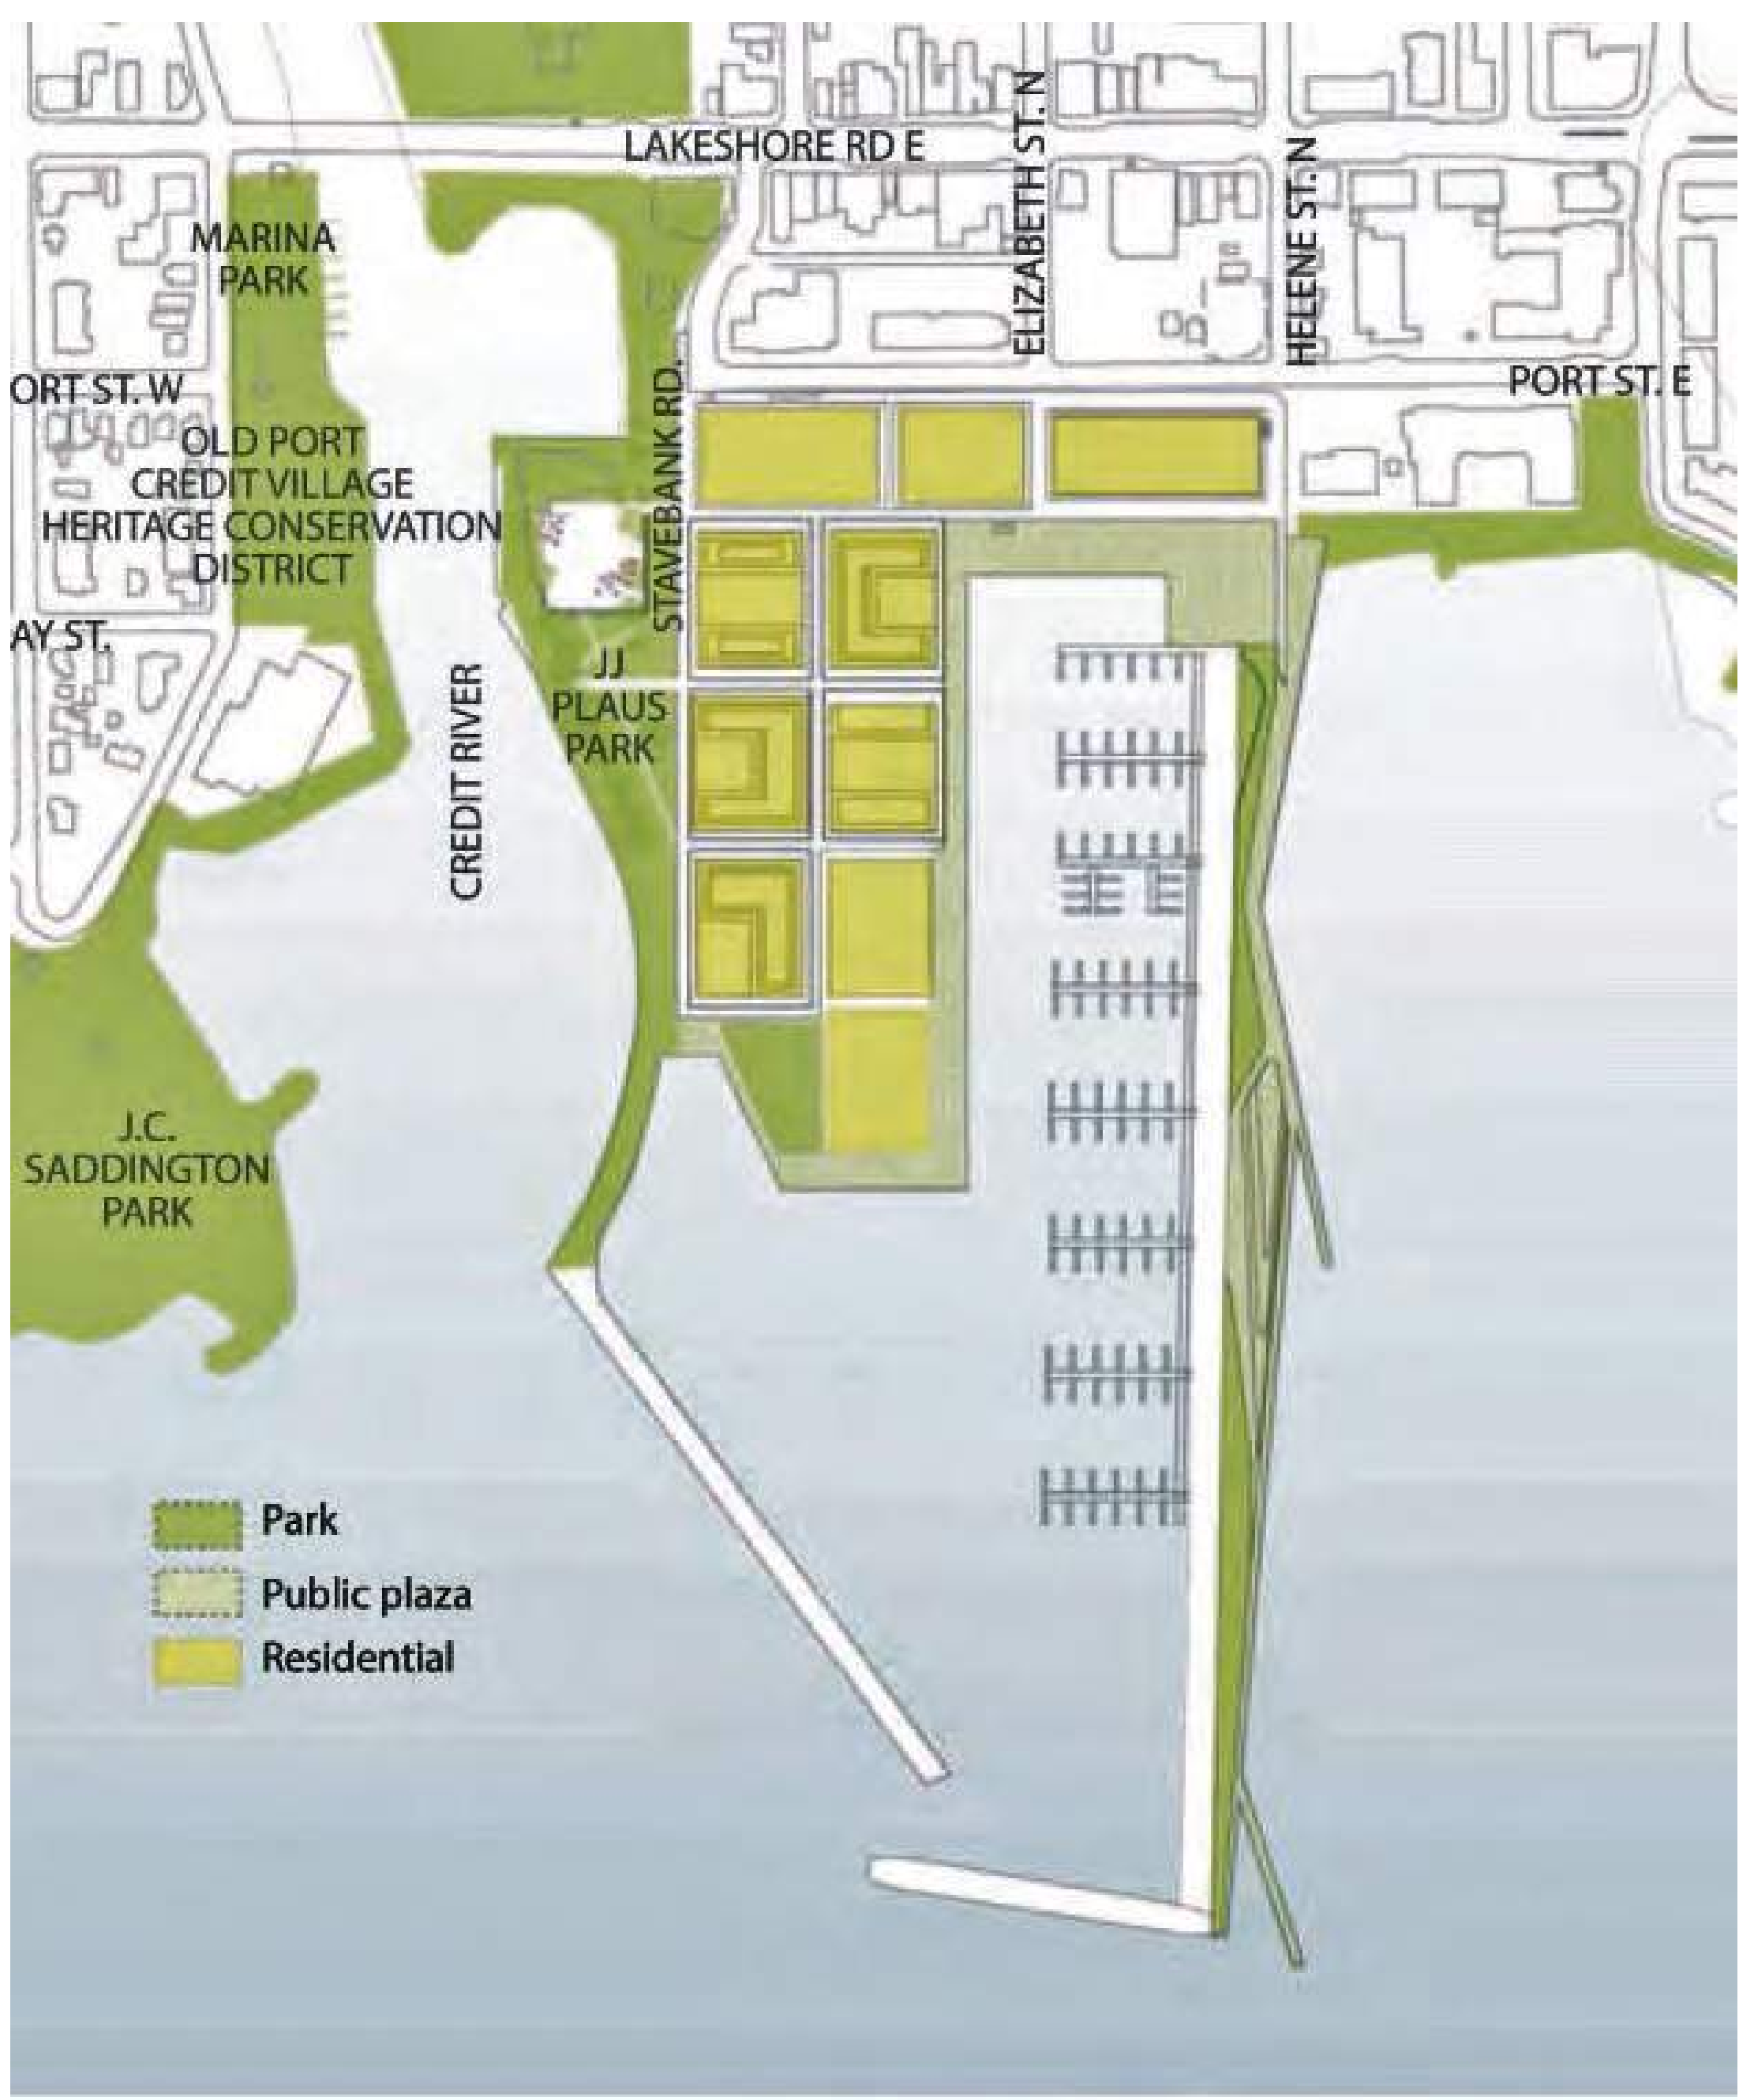 LAKESHORE RD E
ELIZABETH ST. N
HELENE ST. N
MARINA
PARK
ORT ST. W
PORT ST. E
STAVEBANK RD.
OLD PORT
CREDIT VILLAGE
HERITAGE CONSERVATION
DISTRICT
AY ST.
JJ
PLAUS
PARK
CREDIT RIVER
J.C.
SADDINGTON
PARK
Park
Public plaza
Residential